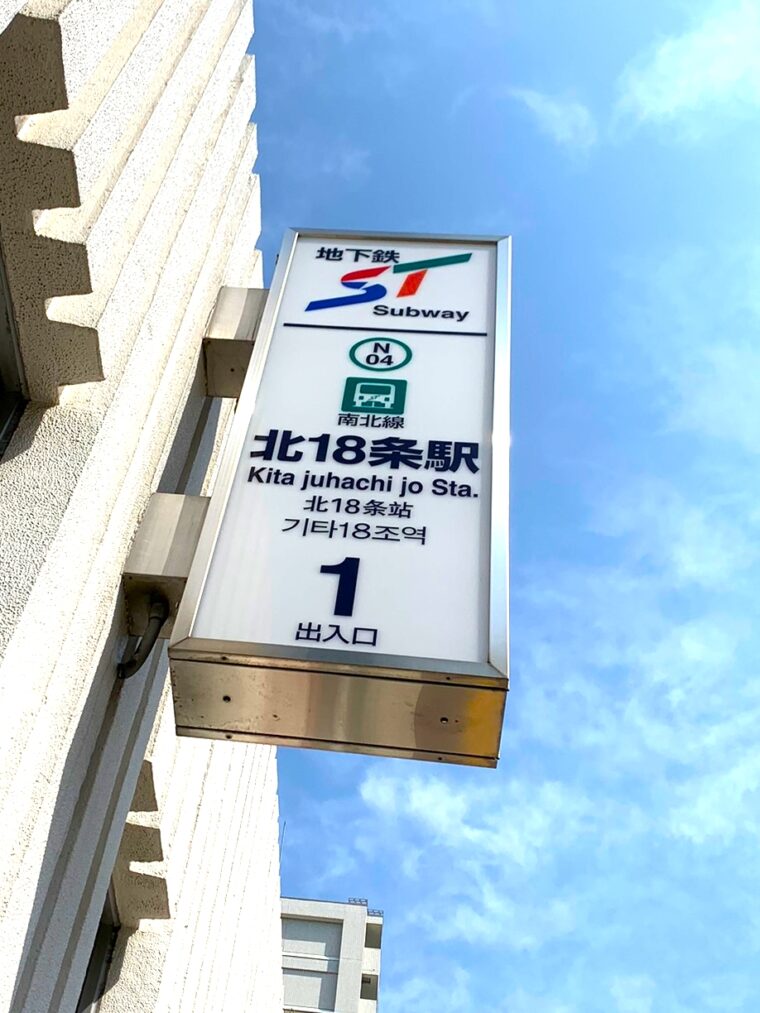 地下鉄
ST
Subway
N
04
南北線
北18条駅
Kita juhachi jo Sta.
北18条站
기타18조역
1
出入口